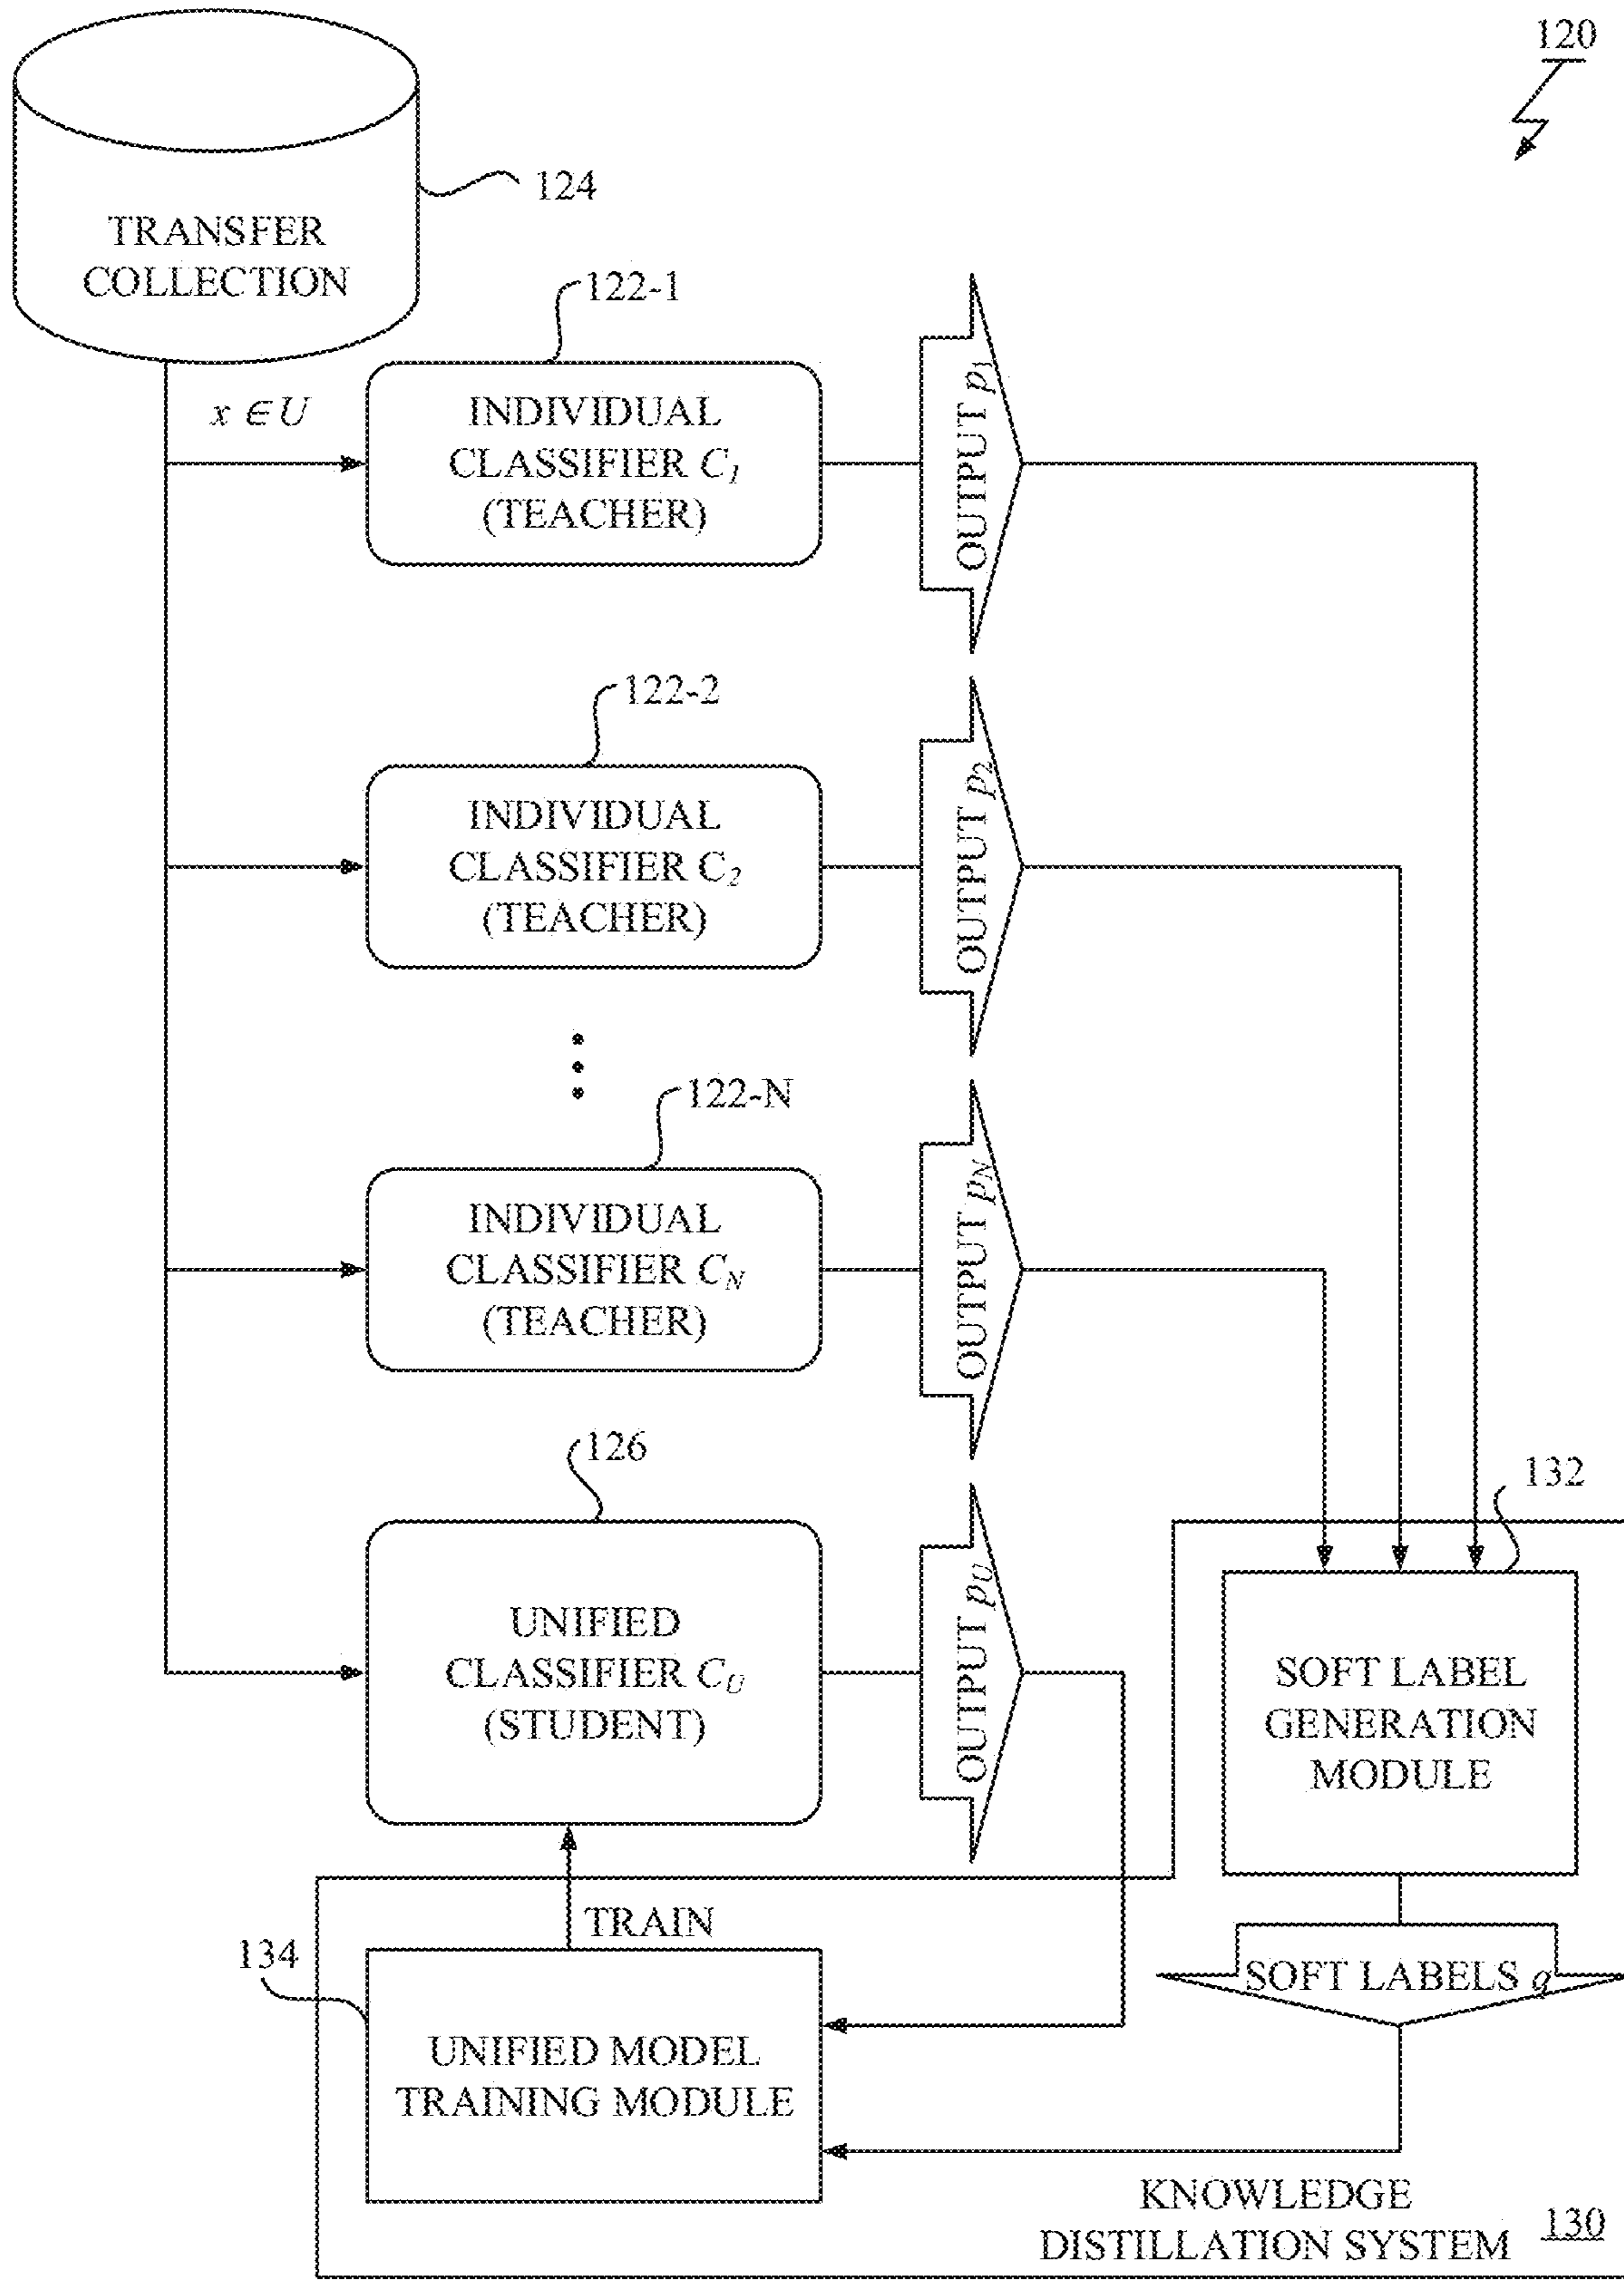 120
124
TRANSFER
COLLECTION
122-1
x ∈ U
INDIVIDUAL
CLASSIFIER C1
(TEACHER)
OUTPUT p1
122-2
INDIVIDUAL
CLASSIFIER C2
(TEACHER)
OUTPUT p2
122-N
INDIVIDUAL
CLASSIFIER CN
(TEACHER)
OUTPUT pN
126
UNIFIED
CLASSIFIER CU
(STUDENT)
OUTPUT pU
132
SOFT LABEL
GENERATION
MODULE
TRAIN
134
SOFT LABELS q
UNIFIED MODEL
TRAINING MODULE
KNOWLEDGE
DISTILLATION SYSTEM
130